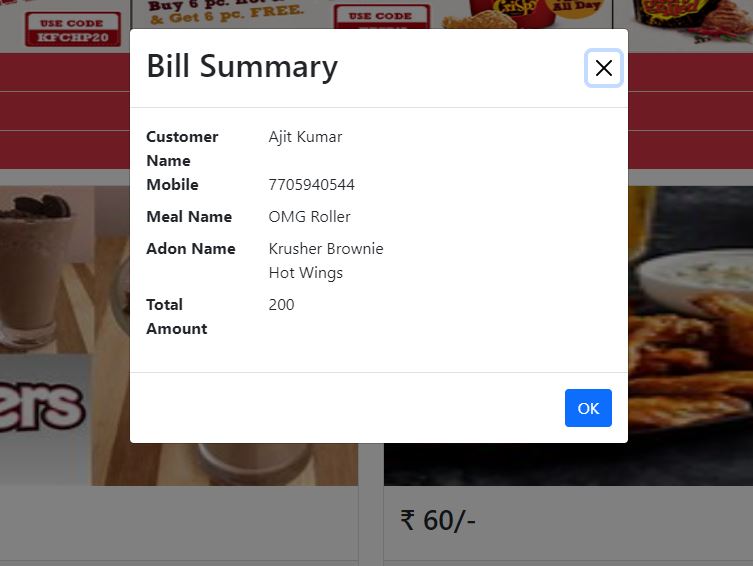 Buy 6 pc. Hot &
& Get 6 pc. FREE.
USE CODE
KFCHP20
USE CODE
Crispy
All Day
Bill Summary
Customer Name Ajit Kumar
Mobile 7705940544
Meal Name OMG Roller
Adon Name Krusher Brownie
Hot Wings
Total Amount 200
OK
ers
₹ 60/-